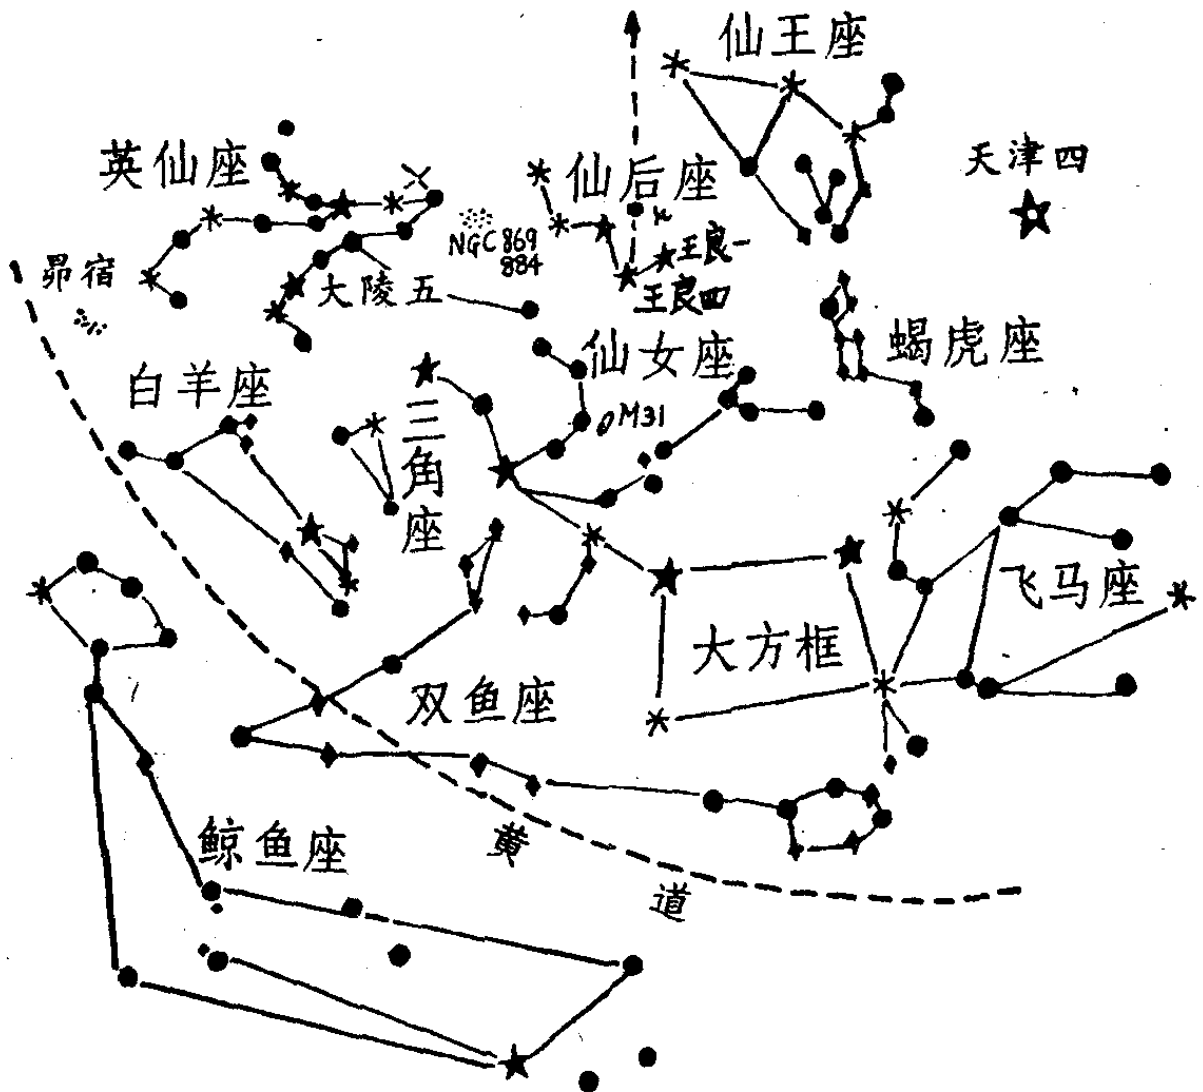 仙王座
英仙座
仙后座
天津四
NGC 869
884
王良一
昴宿
大陵五
王良四
仙女座
蝎虎座
白羊座
M31
三角座
飞马座
大方框
双鱼座
鲸鱼座
黄道